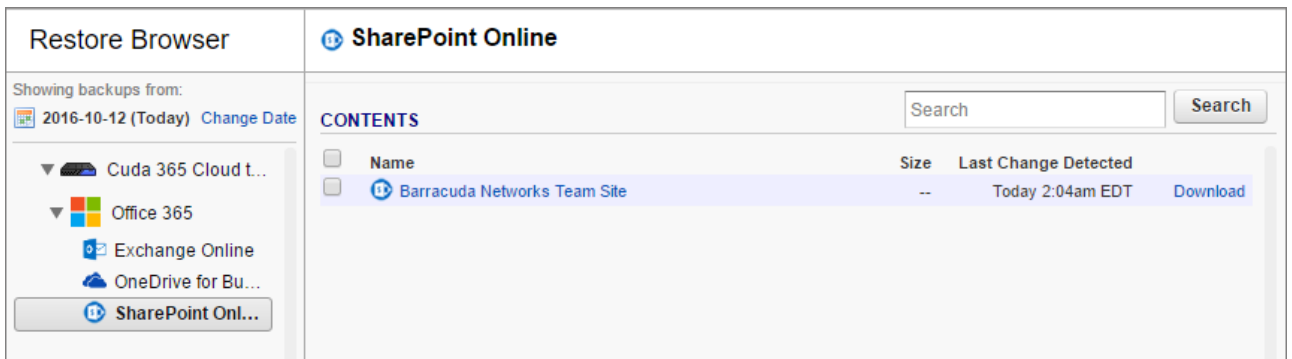 Restore Browser
SharePoint Online
Showing backups from:
2016-10-12 (Today) Change Date
Cuda 365 Cloud t...
Office 365
Exchange Online
OneDrive for Bu...
SharePoint Onl...
CONTENTS
Search Search
Name Size Last Change Detected
Barracuda Networks Team Site -- Today 2:04am EDT Download